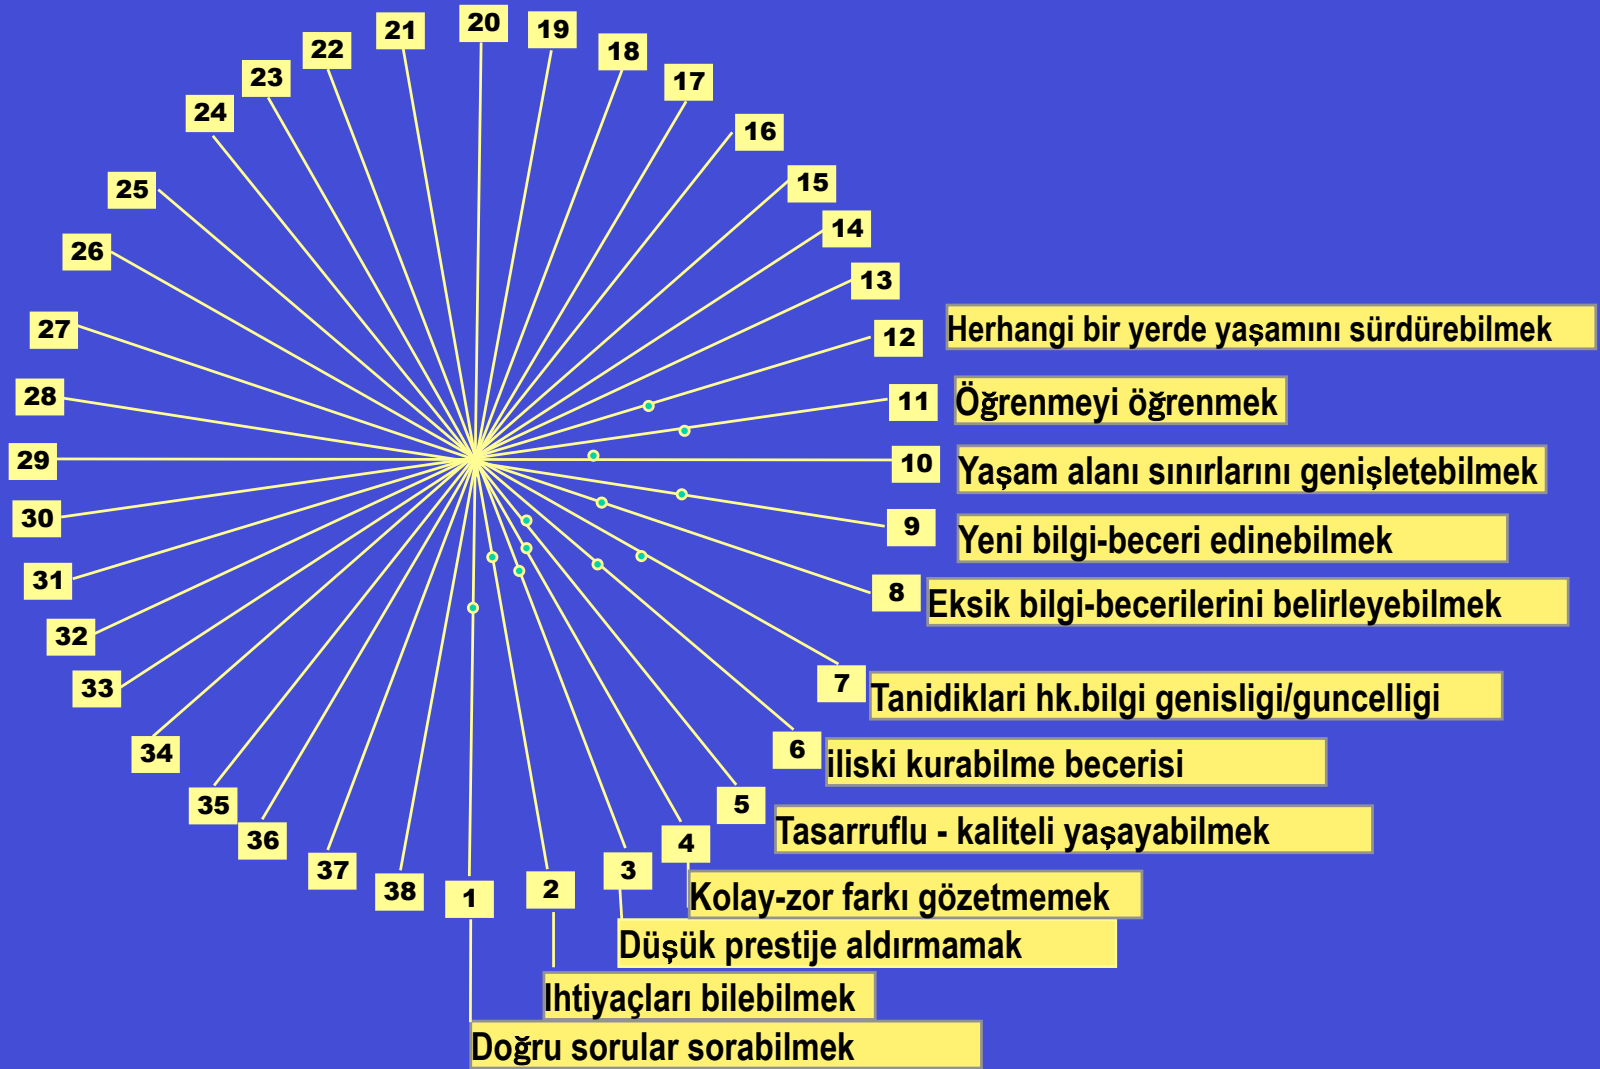 20
21
19
22
18
23
17
24
16
15
25
14
26
13
27
12 Herhangi bir yerde yaşamını sürdürebilmek
28
11 Öğrenmeyi öğrenmek
29
10 Yaşam alanı sınırlarını genişletebilmek
30
9 Yeni bilgi-beceri edinebilmek
31
8 Eksik bilgi-becerilerini belirleyebilmek
32
33
7 Tanidiklari hk.bilgi genisligi/guncelligi
34
6 iliski kurabilme becerisi
35
5 Tasarruflu - kaliteli yaşayabilmek
36
4 Kolay-zor farkı gözetmemek
37
3 Düşük prestije aldırmamak
38
2 Ihtiyaçları bilebilmek
1 Doğru sorular sorabilmek